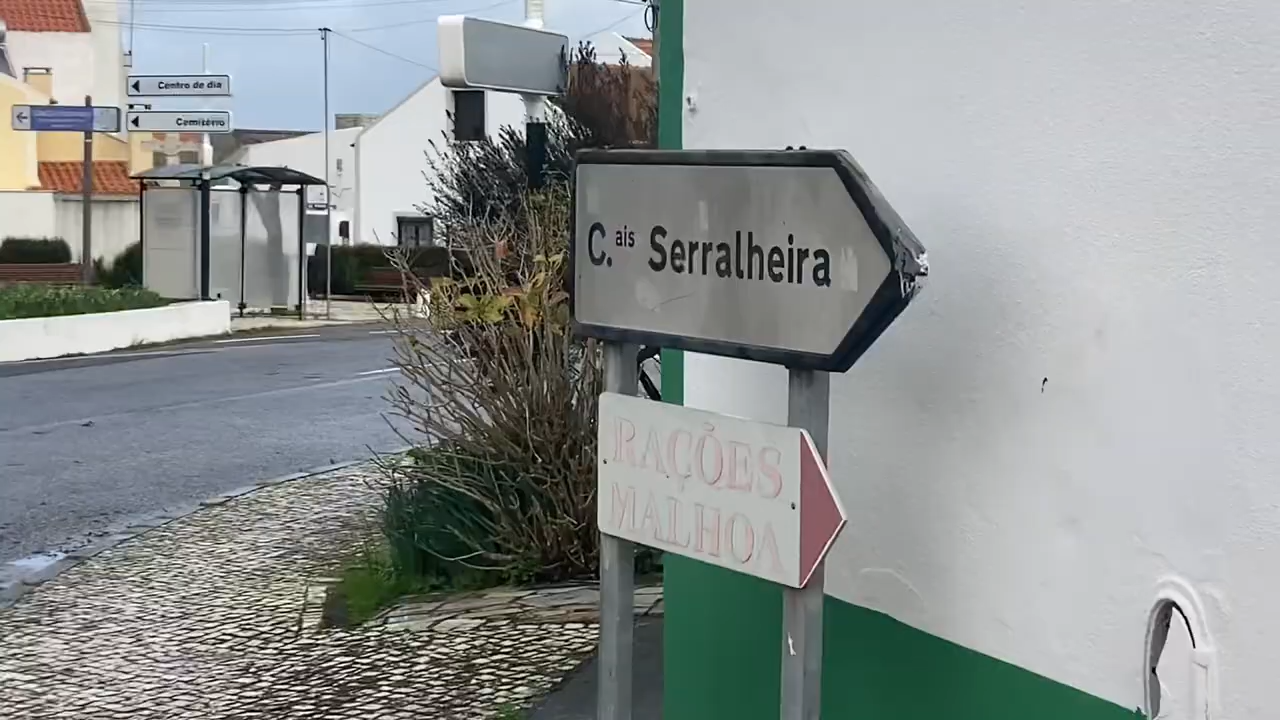 Centro de dia
Cemitério
C.ais Serralheira
RAÇÕES
MALHOA